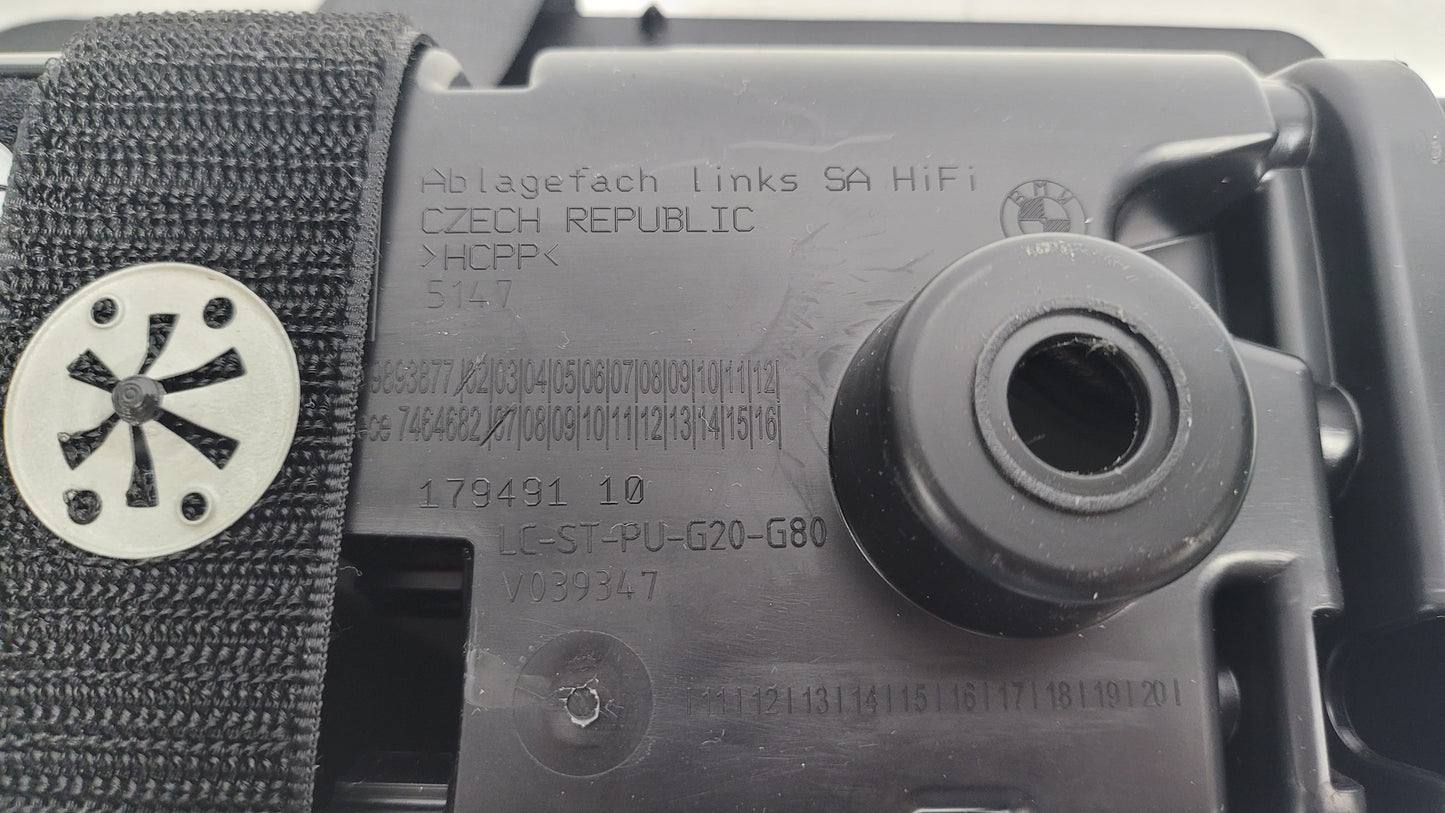 Ablagefach links SA HiFi
BMW
CZECH REPUBLIC
>HCPP<
5147
9893877/02|03|04|05|06|07|08|09|10|11|12|
ece 7464682/07|08|09|10|11|12|13|14|15|16|
179491 10
LC-ST-PU-G20-G80
V039347
|11|12|13|14|15|16|17|18|19|20|